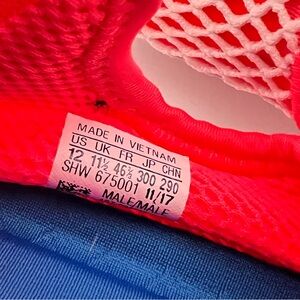 MADE IN VIETNAM
US UK FR JP CHN
12 11½ 46⅔ 300 290
SHW 675001 11/17
MALE/MALE